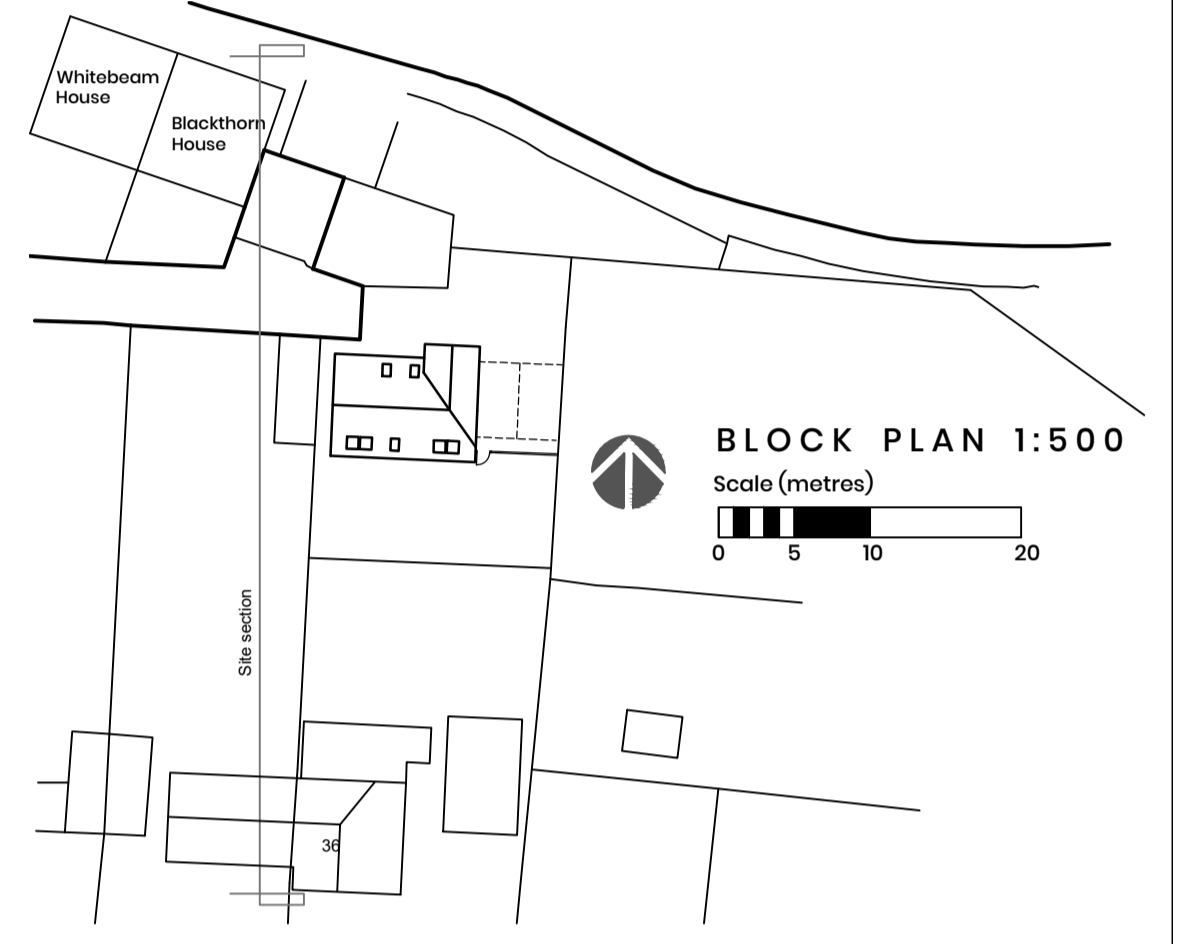 Whitebeam
House
Blackthorn
House
BLOCK PLAN 1:500
Scale (metres)
0 5 10 20
Site section
36